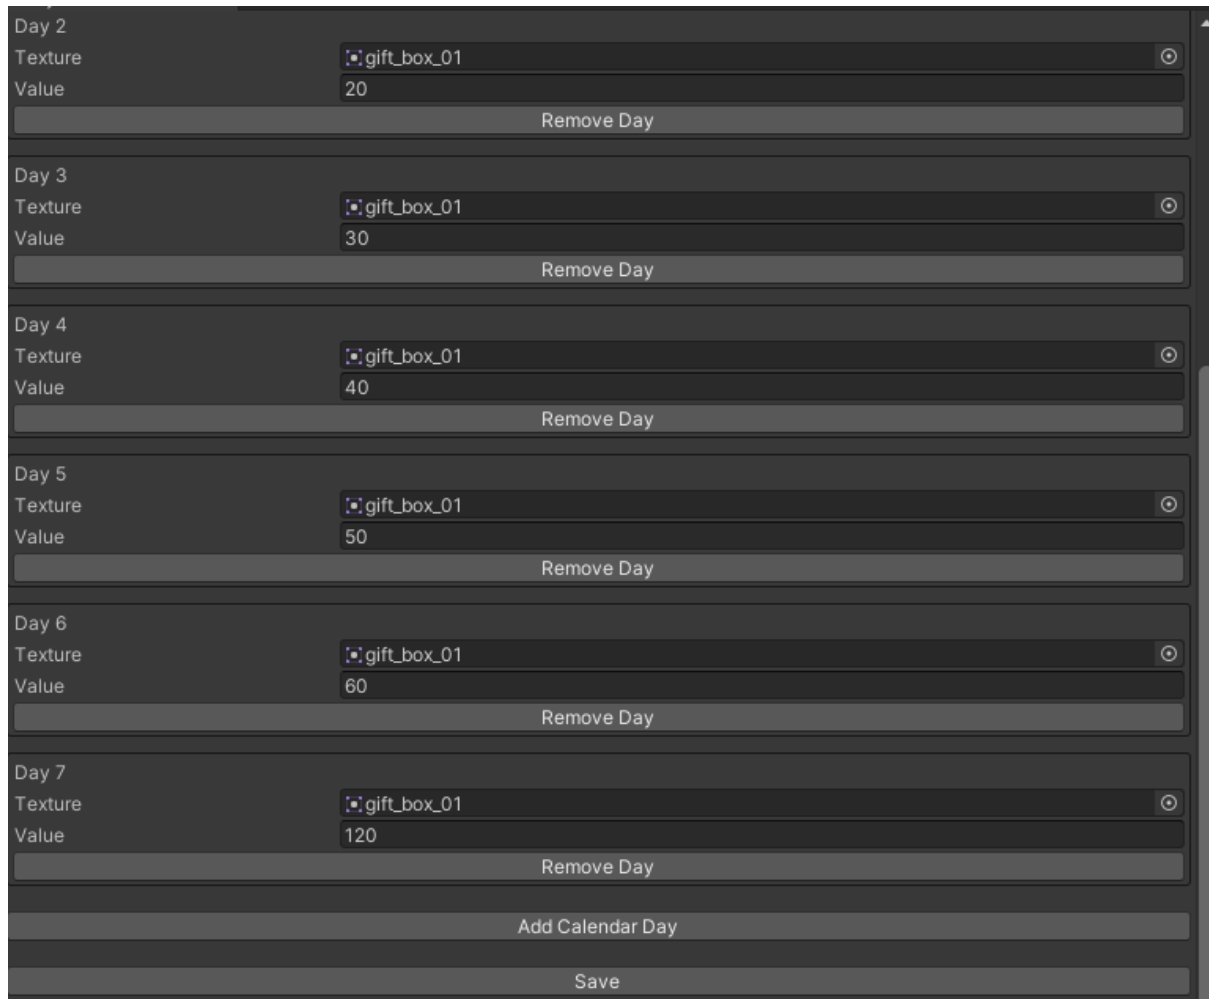 Day 2
Texture gift_box_01
Value 20
Remove Day
Day 3
Texture gift_box_01
Value 30
Remove Day
Day 4
Texture gift_box_01
Value 40
Remove Day
Day 5
Texture gift_box_01
Value 50
Remove Day
Day 6
Texture gift_box_01
Value 60
Remove Day
Day 7
Texture gift_box_01
Value 120
Remove Day
Add Calendar Day
Save